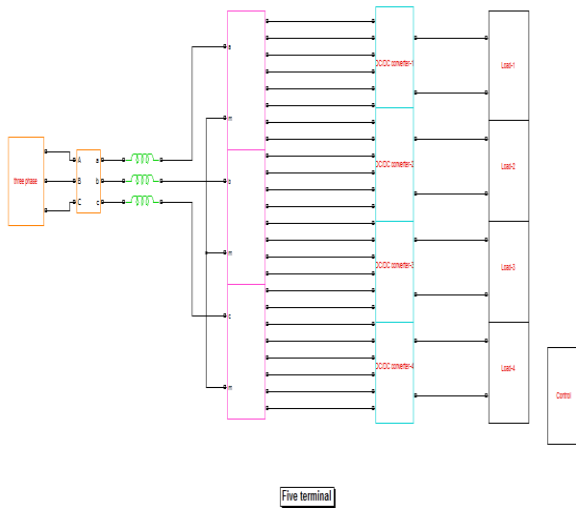 three phase
A
B
C
a
b
c
a
m
b
m
c
m
DC/DC converter-1
DC/DC converter-2
DC/DC converter-3
DC/DC converter-4
Load-1
Load-2
Load-3
Load-4
Control
Five terminal